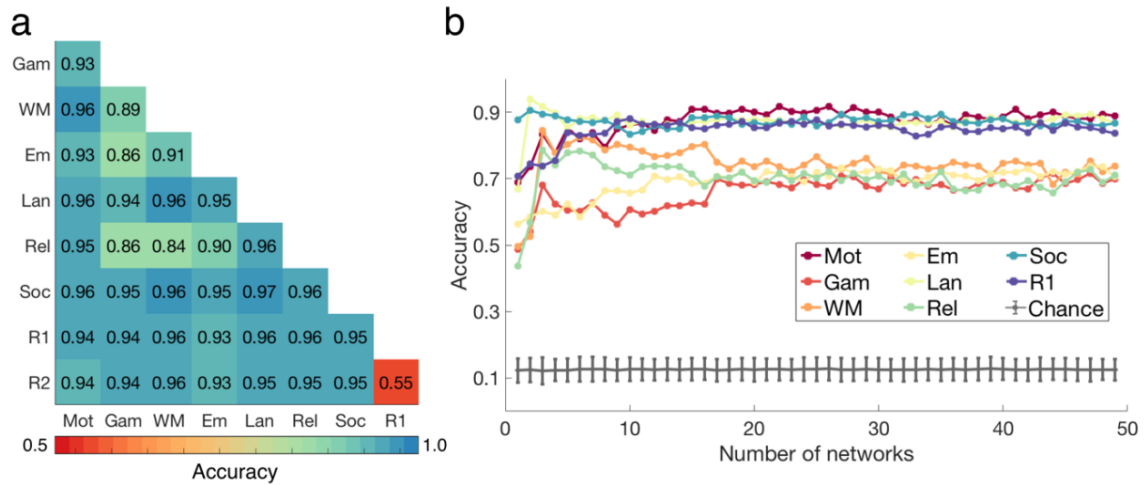 a
Gam 0.93
WM 0.96 0.89
Em 0.93 0.86 0.91
Lan 0.96 0.94 0.96 0.95
Rel 0.95 0.86 0.84 0.90 0.96
Soc 0.96 0.95 0.96 0.95 0.97 0.96
R1 0.94 0.94 0.96 0.93 0.96 0.96 0.95
R2 0.94 0.94 0.96 0.93 0.95 0.95 0.95 0.55
Mot Gam WM Em Lan Rel Soc R1
0.5 1.0
Accuracy
b
Accuracy
0.9
0.7
0.5
0.3
0.1
Mot Em Soc
Gam Lan R1
WM Rel Chance
0 10 20 30 40 50
Number of networks